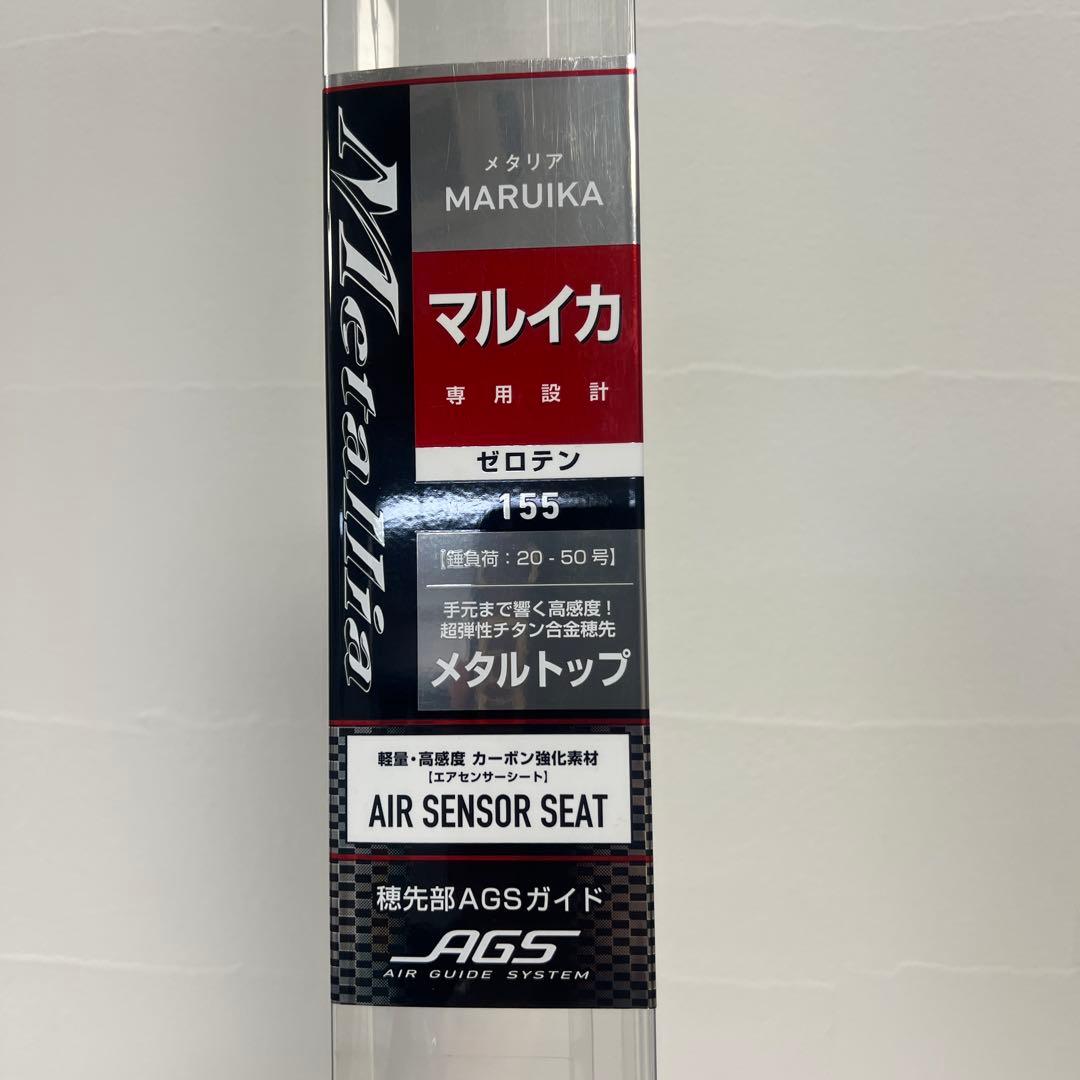 Metallia
メタリア
MARUIKA
マルイカ
専用設計
ゼロテン
155
【錘負荷：20 - 50号】
手元まで響く高感度！
超弾性チタン合金穂先
メタルトップ
軽量・高感度 カーボン強化素材
【エアセンサーシート】
AIR SENSOR SEAT
穂先部AGSガイド
AGS
AIR GUIDE SYSTEM